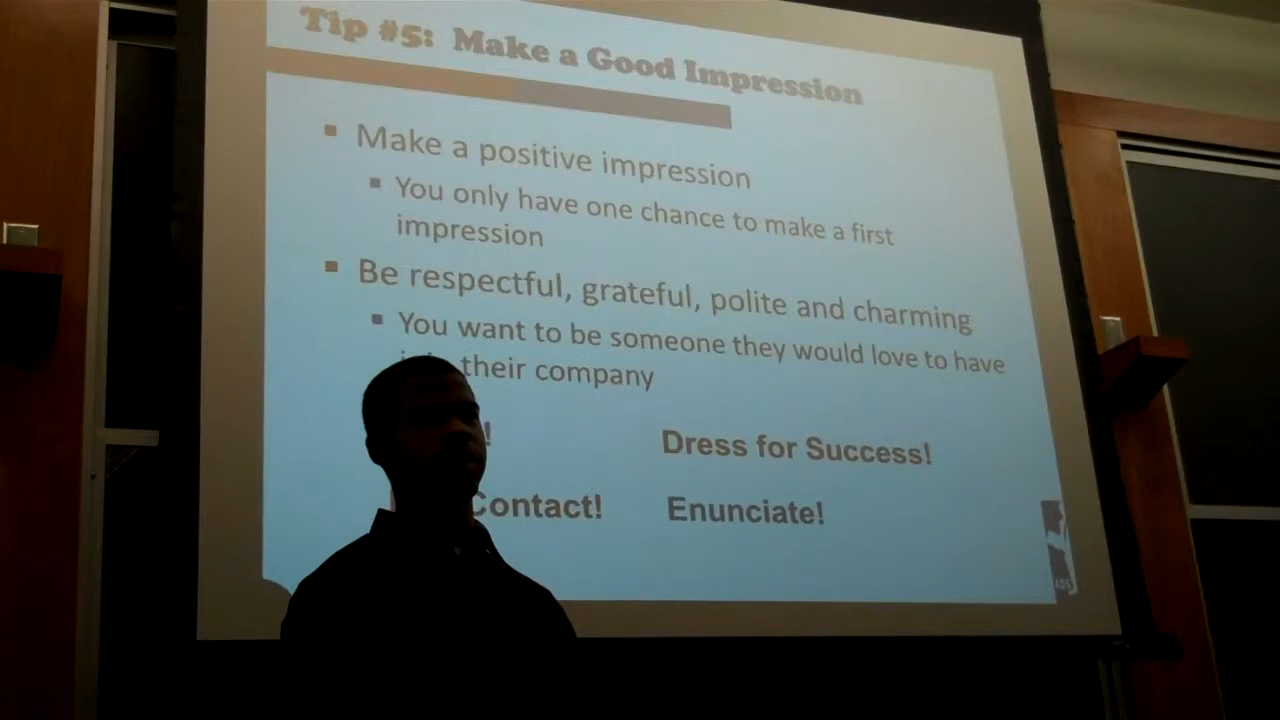 Tip #5: Make a Good Impression
Make a positive impression
You only have one chance to make a first
impression
Be respectful, grateful, polite and charming
You want to be someone they would love to have
their company
! Dress for Success!
Contact! Enunciate!